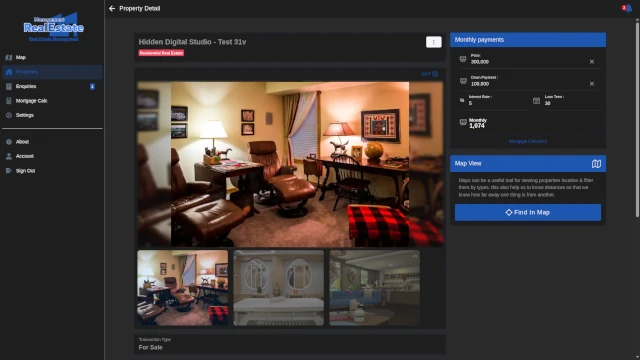 RealEstate
Real Estate Management
Map
Properties
Enquiries
Mortgage Calc
Settings
About
Account
Sign Out
Property Detail
Hidden Digital Studio - Test 31v
Residential Real Estate
Transaction Type
For Sale
Monthly payments
Price:
300,000
Down Payment:
100,000
Interest Rate:
5
Loan Term:
30
Monthly
1,074
Mortgage Calculator
Map View
Maps can be a useful tool for viewing properties location & filter
them by types. this also help us to know distances so that we
know how far away one thing is from another.
Find In Map